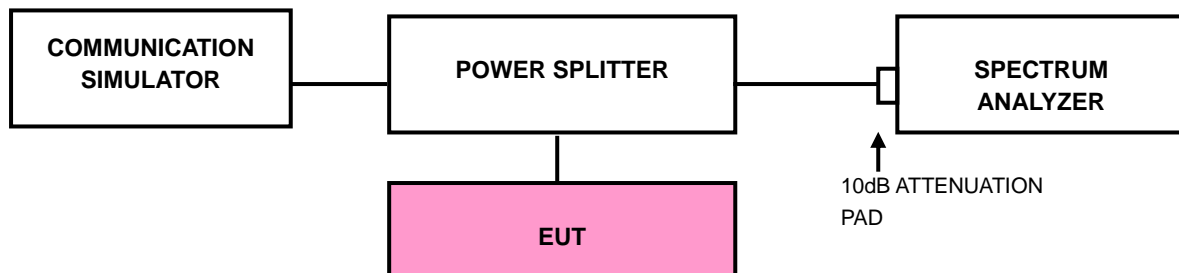 COMMUNICATION
SIMULATOR
POWER SPLITTER
SPECTRUM
ANALYZER
10dB ATTENUATION
PAD
EUT